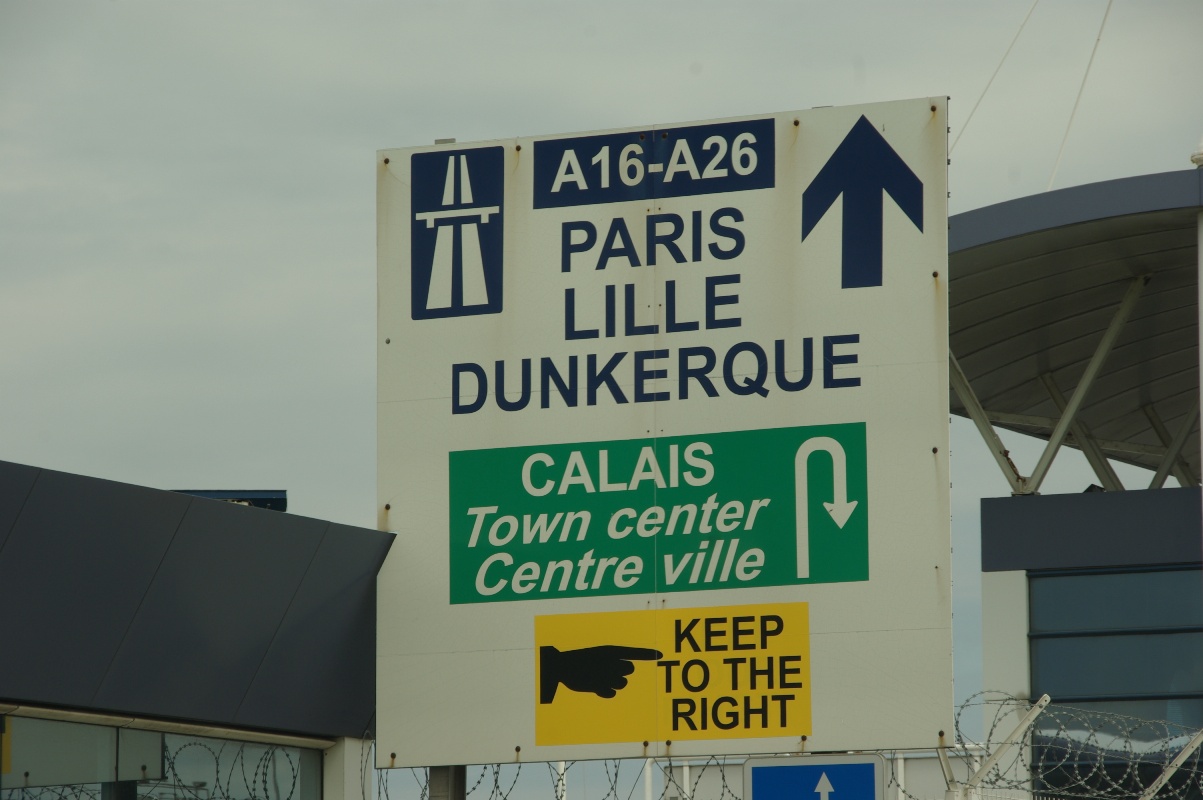 A16-A26
PARIS
LILLE
DUNKERQUE
CALAIS
Town center
Centre ville
KEEP
TO THE
RIGHT